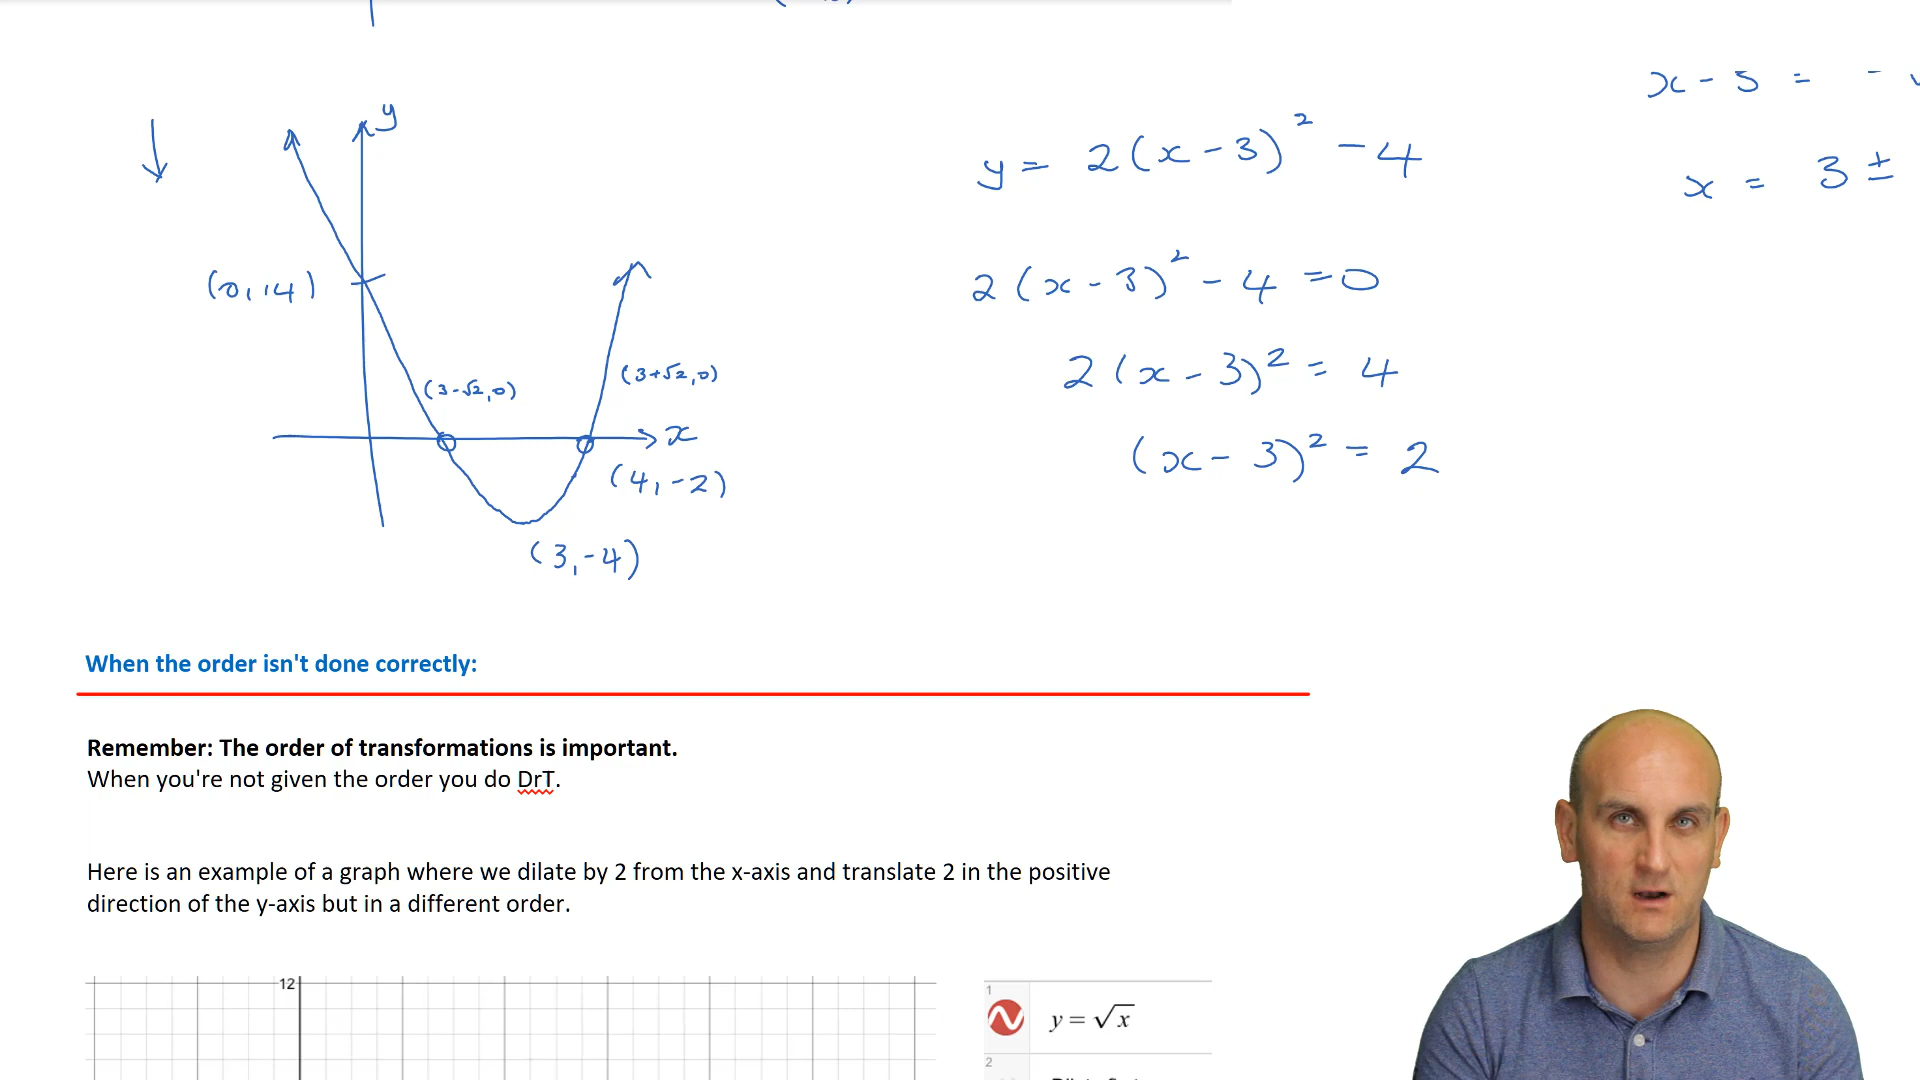 y
(0,14)
(3-√2,0)
(3+√2,0)
x
(4,-2)
(3,-4)
y = 2(x-3)² -4
2(x-3)² - 4 = 0
2(x-3)² = 4
(x-3)² = 2
x = 3 ±
When the order isn't done correctly:
Remember: The order of transformations is important.
When you're not given the order you do DrT.
Here is an example of a graph where we dilate by 2 from the x-axis and translate 2 in the positive
direction of the y-axis but in a different order.
12
1
y = √x
2